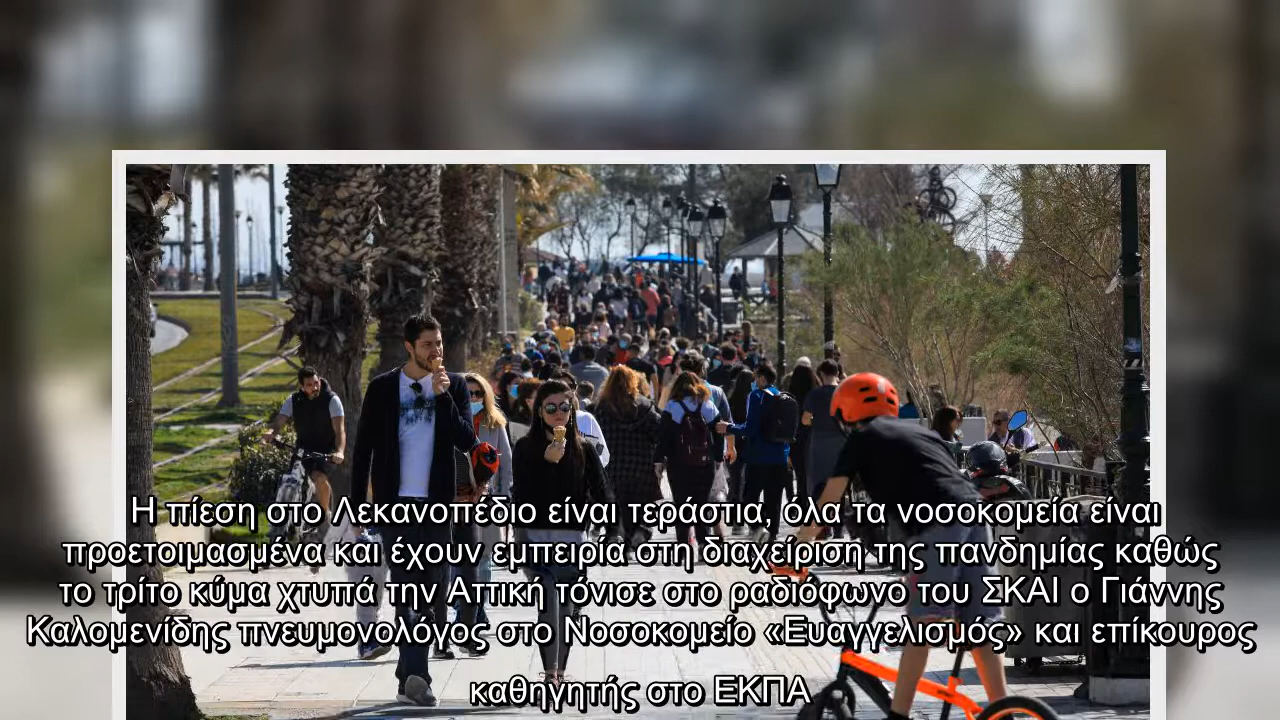 Η πίεση στο Λεκανοπέδιο είναι τεράστια, όλα τα νοσοκομεία είναι
προετοιμασμένα και έχουν εμπειρία στη διαχείριση της πανδημίας καθώς
το τρίτο κύμα χτυπά την Αττική τόνισε στο ραδιόφωνο του ΣΚΑΙ ο Γιάννης
Καλομενίδης πνευμονολόγος στο Νοσοκομείο «Ευαγγελισμός» και επίκουρος
καθηγητής στο ΕΚΠΑ